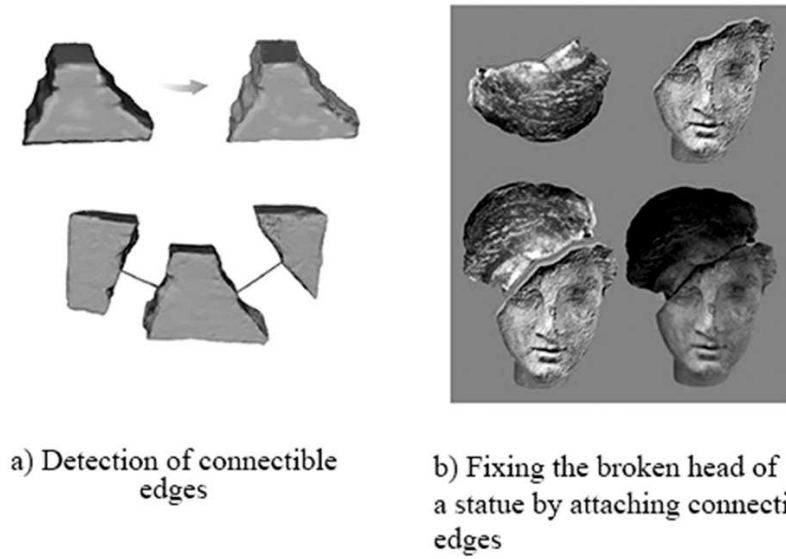 a) Detection of connectible
edges
b) Fixing the broken head of
a statue by attaching connecti
edges